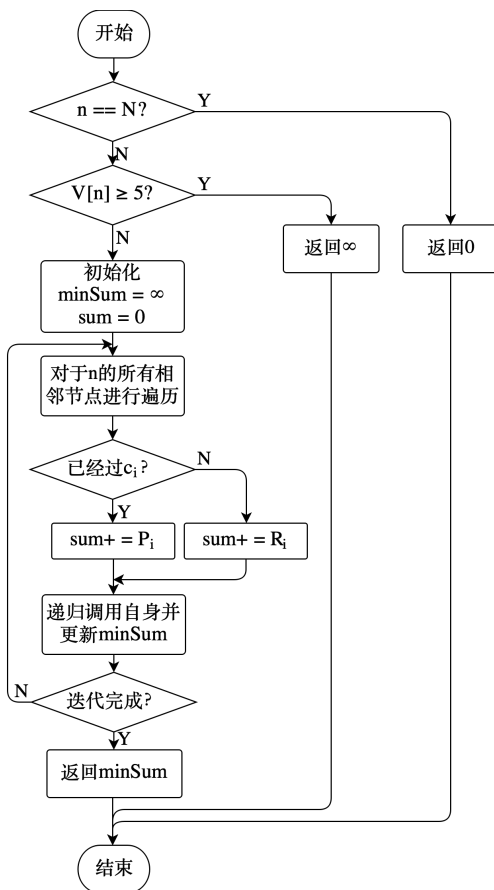 开始
n == N?
Y
N
V[n] ≥ 5?
Y
N
返回∞
返回0
初始化
minSum = ∞
sum = 0
对于n的所有相
邻节点进行遍历
已经过cᵢ?
N
Y
sum+ = Pᵢ
sum+ = Rᵢ
递归调用自身并
更新minSum
迭代完成?
N
Y
返回minSum
结束